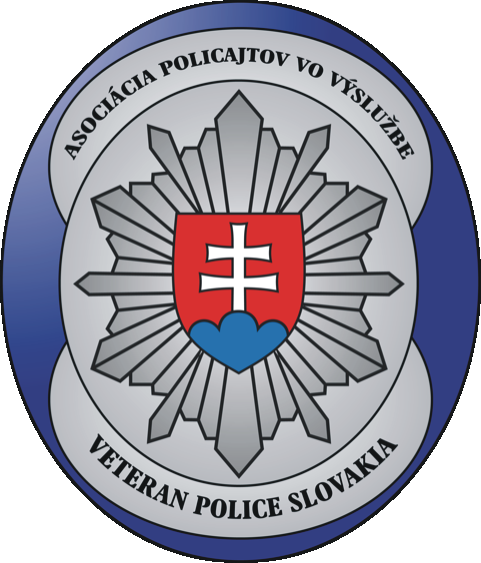 ASOCIÁCIA POLICAJTOV VO VÝSLUŽBE
VETERAN POLICE SLOVAKIA